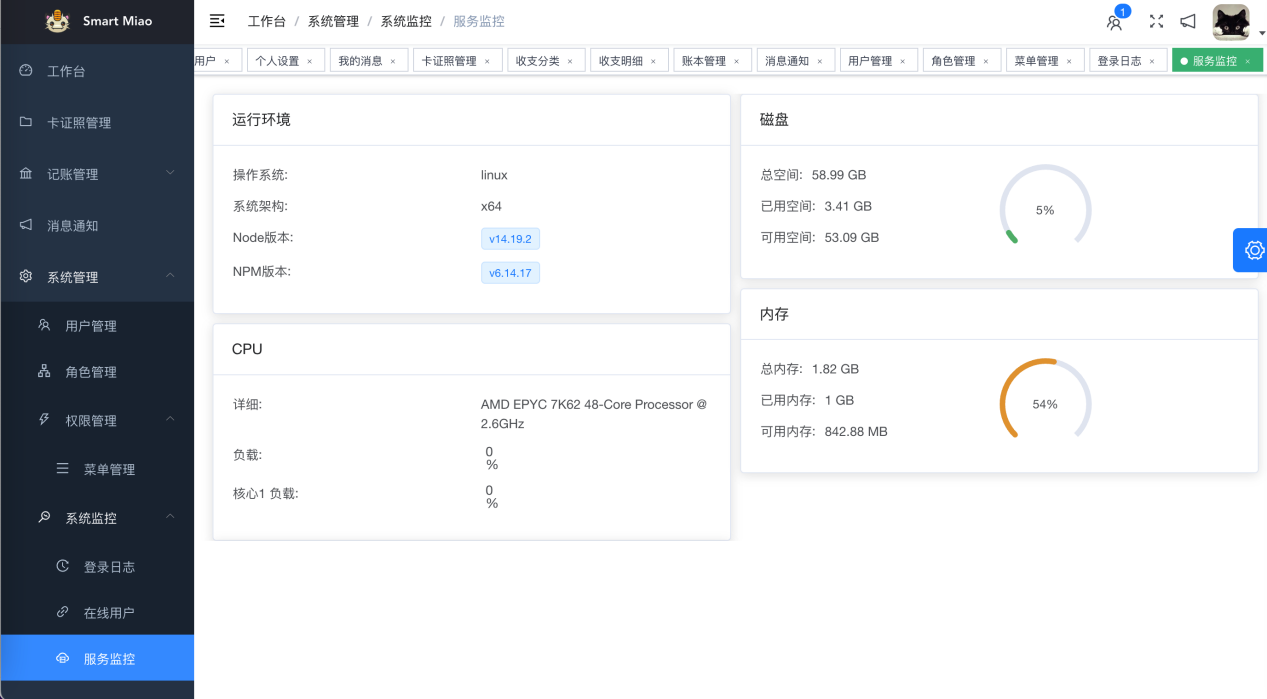 Smart Miao
工作台
卡证照管理
记账管理
消息通知
系统管理
用户管理
角色管理
权限管理
菜单管理
系统监控
登录日志
在线用户
服务监控
工作台 / 系统管理 / 系统监控 / 服务监控
1
用户 × 个人设置 × 我的消息 × 卡证照管理 × 收支分类 × 收支明细 × 账本管理 × 消息通知 × 用户管理 × 角色管理 × 菜单管理 × 登录日志 × 服务监控 ×
运行环境
操作系统: linux
系统架构: x64
Node版本: v14.19.2
NPM版本: v6.14.17
CPU
详细: AMD EPYC 7K62 48-Core Processor @
2.6GHz
负载: 0
%
核心1 负载: 0
%
磁盘
总空间: 58.99 GB
已用空间: 3.41 GB
可用空间: 53.09 GB
5%
内存
总内存: 1.82 GB
已用内存: 1 GB
可用内存: 842.88 MB
54%